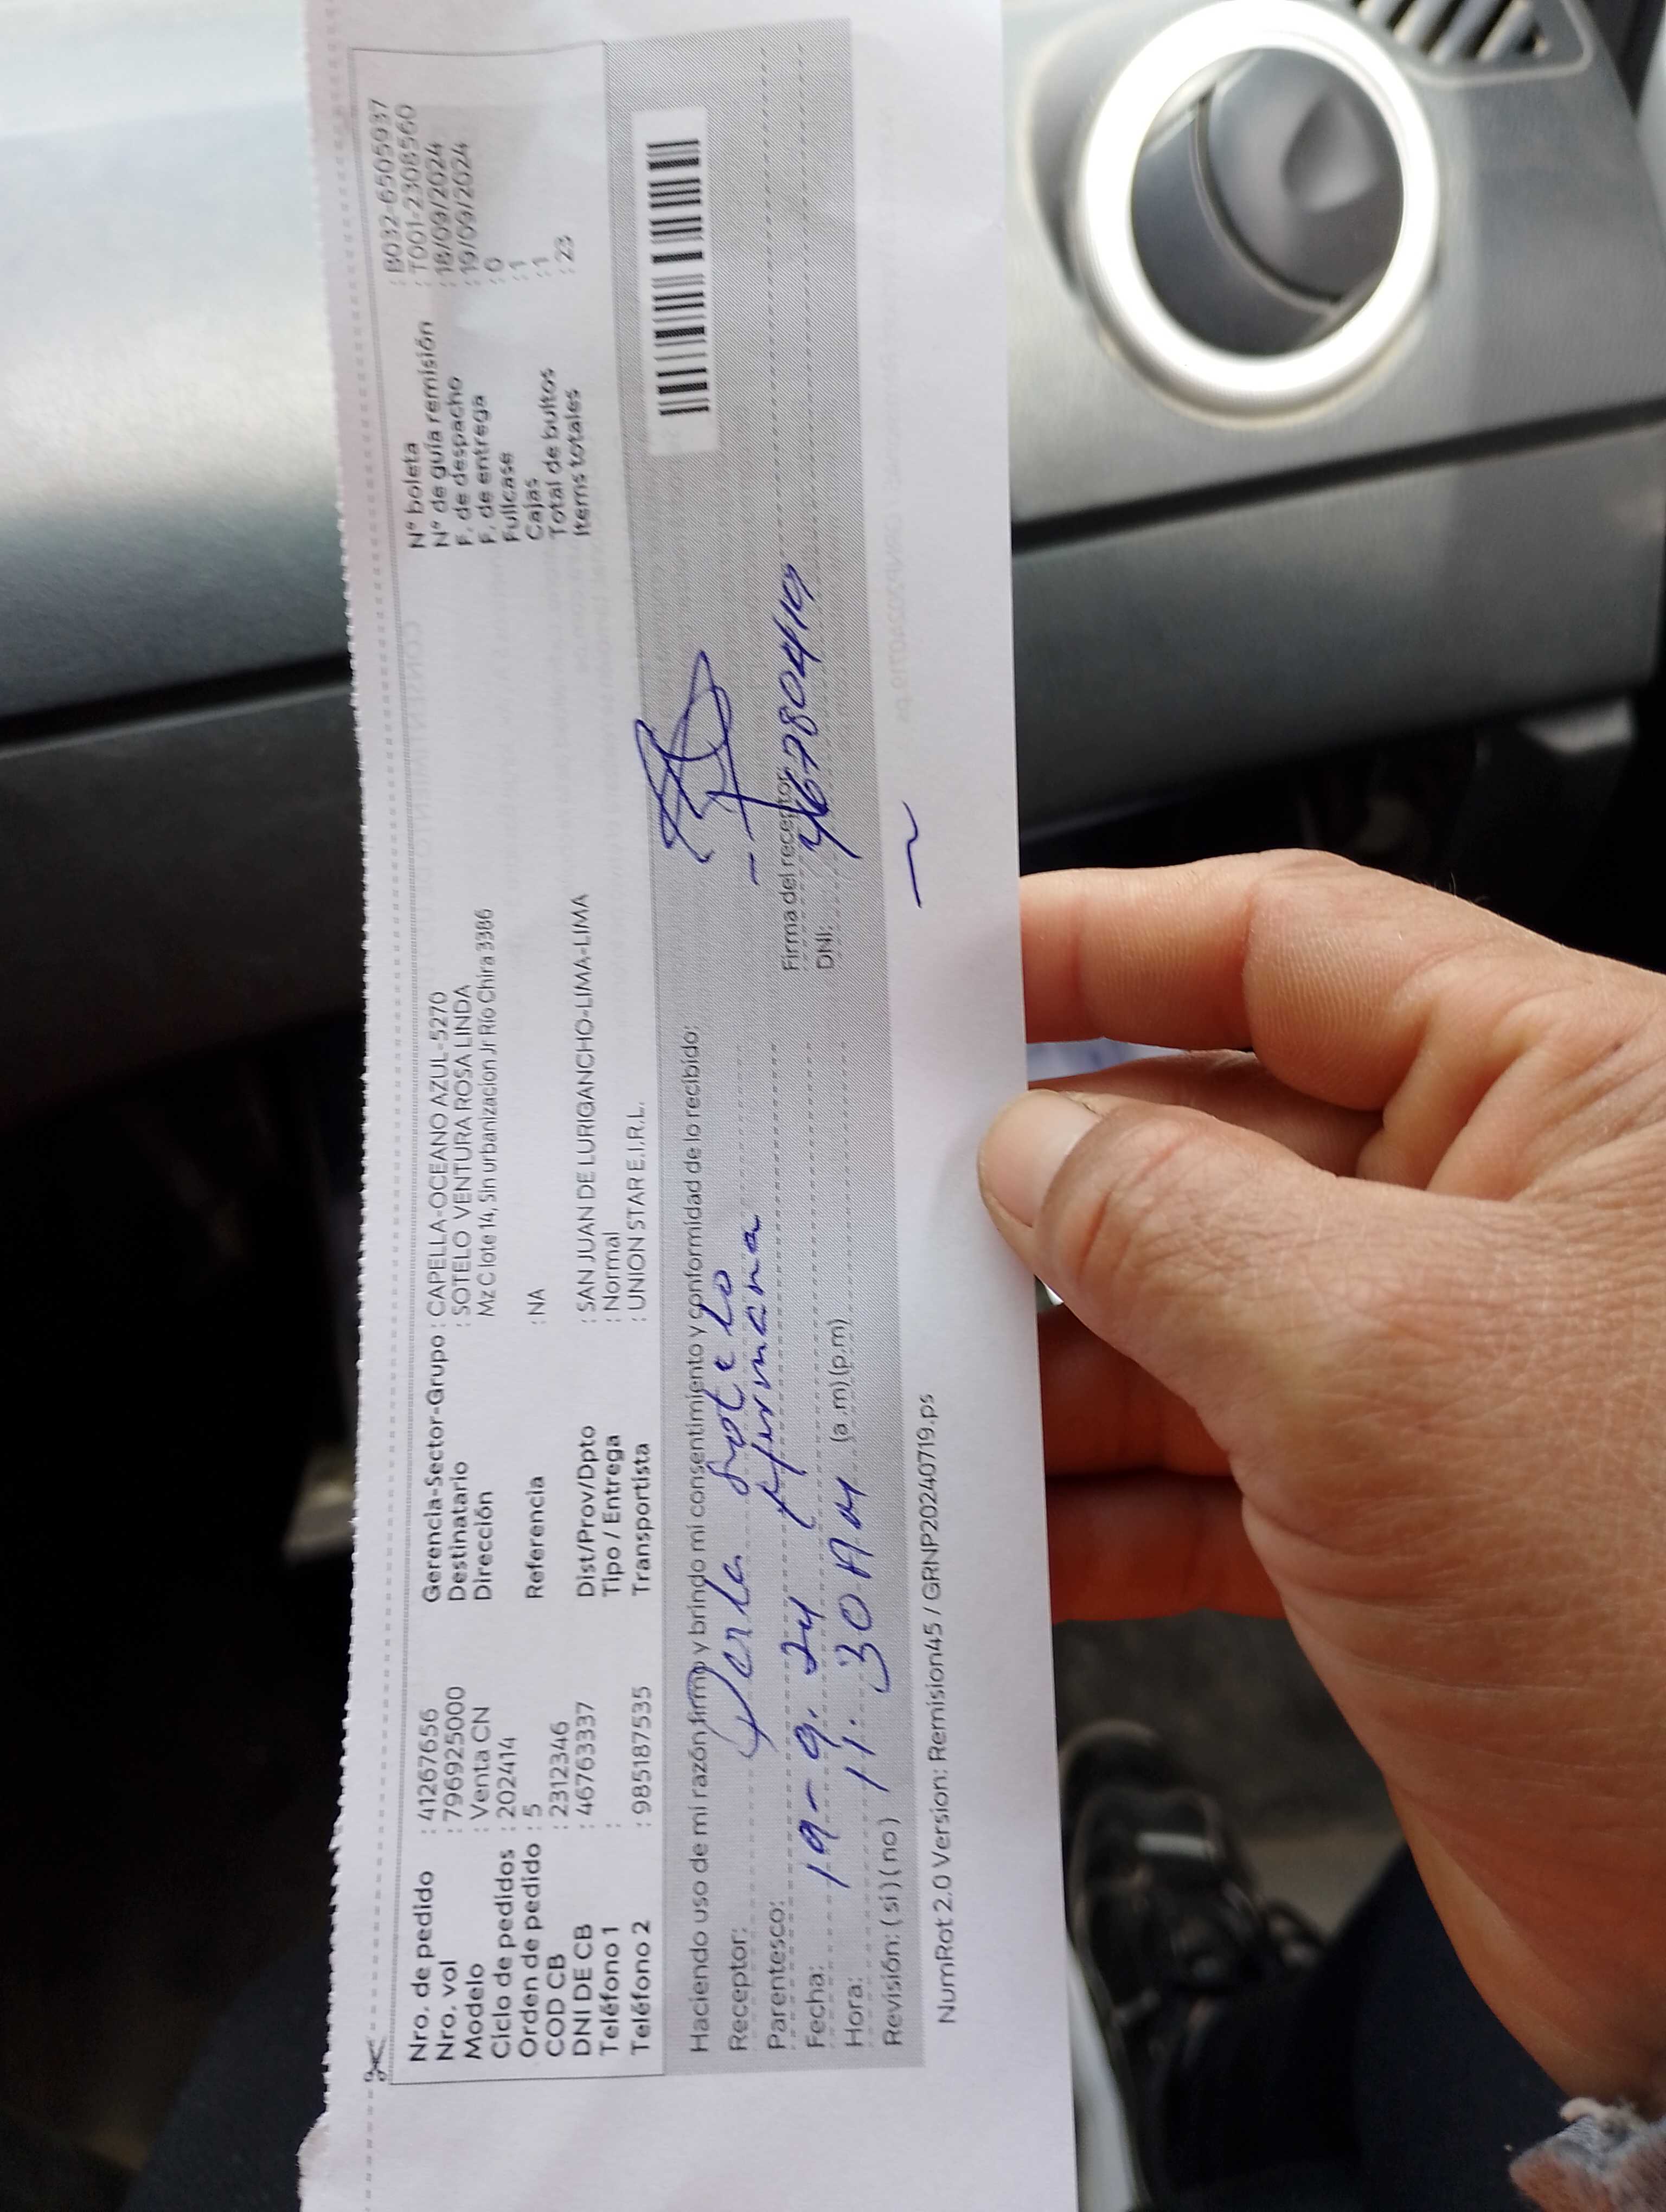 Nro. de pedido : 41267656
Nro. vol : 796925000
Modelo : Venta CN
Ciclo de pedidos : 202414
Orden de pedido : 5
COD CB : 2312346
DNI DE CB : 46763337
Teléfono 1 :
Teléfono 2 : 985187535
Gerencia-Sector-Grupo : CAPELLA-OCEANO AZUL-5270
Destinatario : SOTELO VENTURA ROSA LINDA
Dirección Mz C lote 14, Sin urbanizacion Jr Río Chira 3386
Referencia : NA
Dist/Prov/Dpto : SAN JUAN DE LURIGANCHO-LIMA-LIMA
Tipo / Entrega : Normal
Transportista : UNION STAR E.I.R.L.
N° boleta : B032-6505937
N° de guía remisión : T001-2308560
F. de despacho : 18/09/2024
F. de entrega : 19/09/2024
Fullcase : 0
Cajas : 1
Total de bultos : 1
Items totales : 23
Haciendo uso de mi razón firmo y brindo mi consentimiento y conformidad de lo recibido:
Receptor: Perla Sotelo
Parentesco: Hermana
Fecha: 19-9.24
Hora: 11:30 AM (a.m)(p.m)
Revisión: (si)(no)
Firma del receptor
DNI:
NumRot 2.0 Version: Remision45 / GRNP20240719.ps